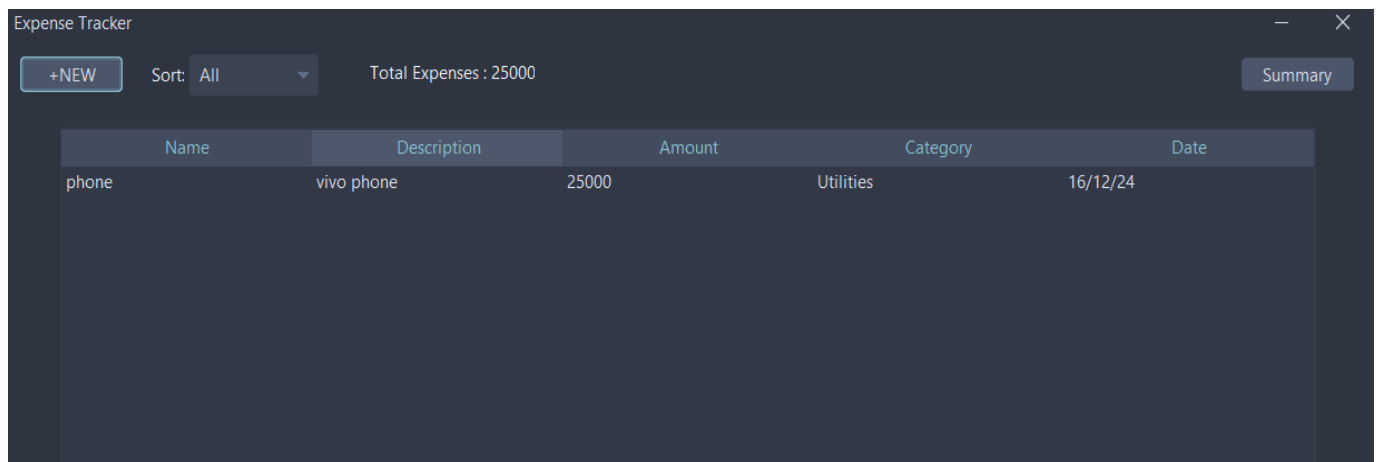 Expense Tracker
+NEW Sort: All Total Expenses : 25000 Summary
Name Description Amount Category Date
phone vivo phone 25000 Utilities 16/12/24